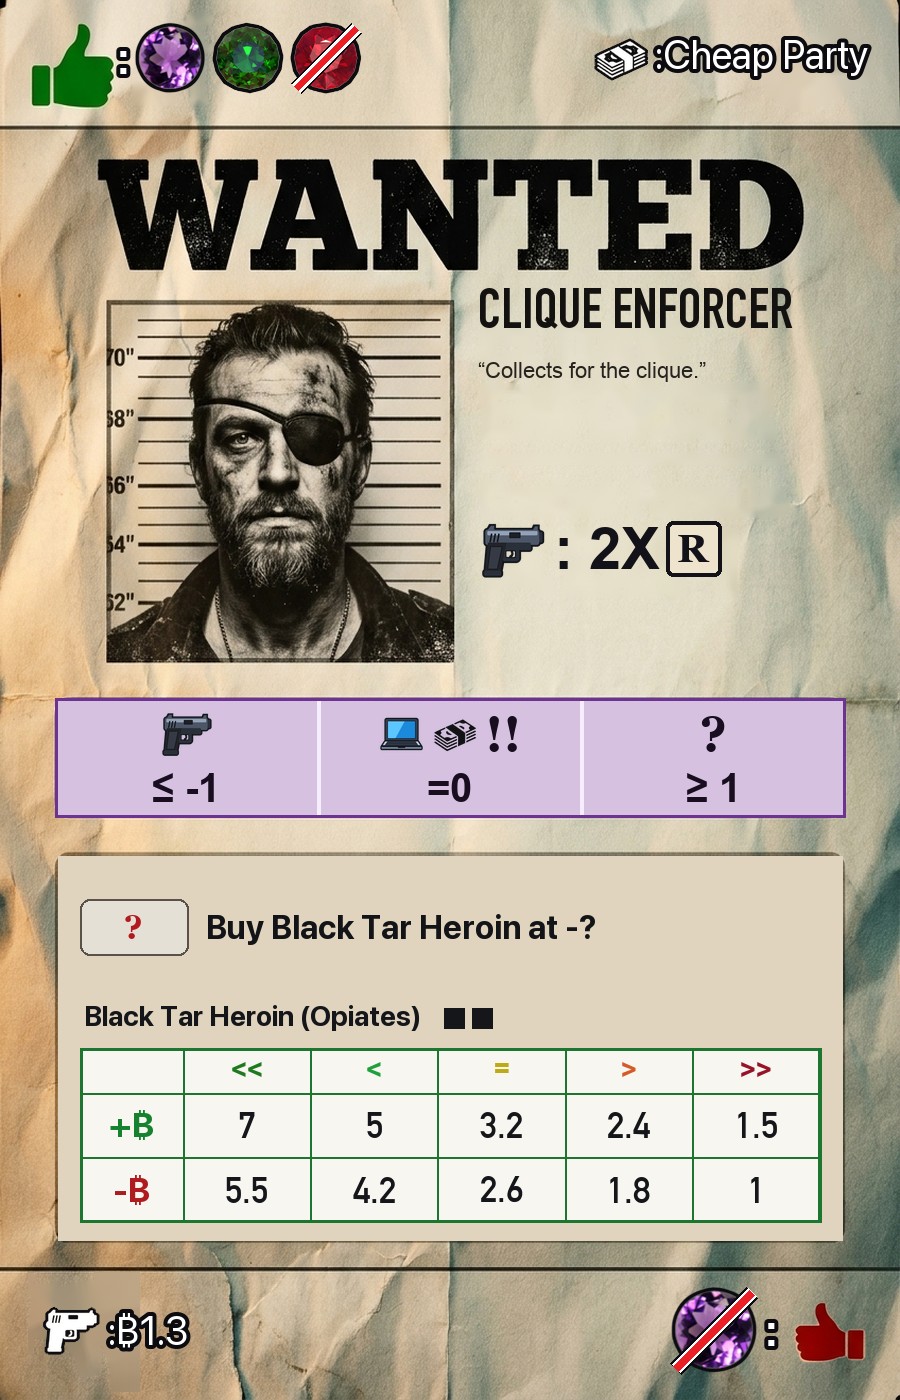 : :Cheap Party
WANTED
CLIQUE ENFORCER
“Collects for the clique.”
70"
68"
66"
64"
62"
: 2X R
!! ?
≤ -1 =0 ≥ 1
? Buy Black Tar Heroin at -?
Black Tar Heroin (Opiates)
<< < = > >>
+₿ 7 5 3.2 2.4 1.5
-₿ 5.5 4.2 2.6 1.8 1
:₿1.3 :